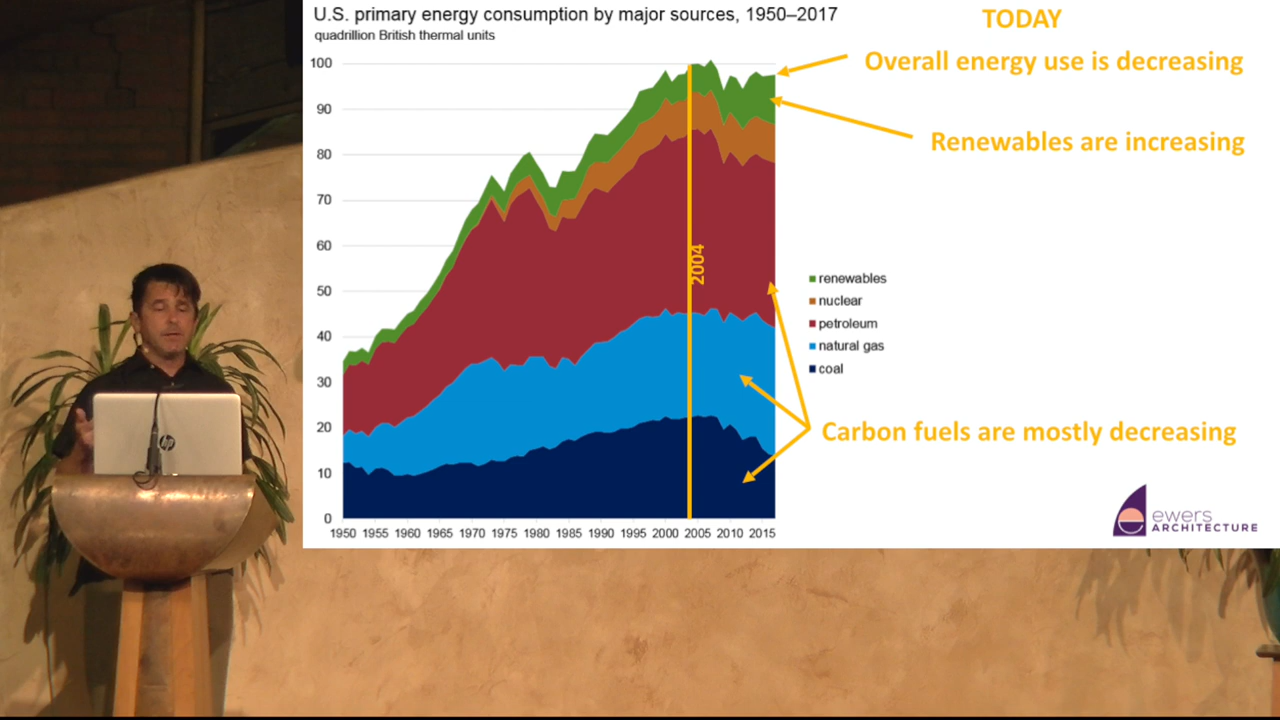 U.S. primary energy consumption by major sources, 1950–2017
quadrillion British thermal units
TODAY
Overall energy use is decreasing
Renewables are increasing
100
90
80
70
60
50
40
30
20
10
0
2004
renewables
nuclear
petroleum
natural gas
coal
Carbon fuels are mostly decreasing
1950 1955 1960 1965 1970 1975 1980 1985 1990 1995 2000 2005 2010 2015
ewers
ARCHITECTURE
hp